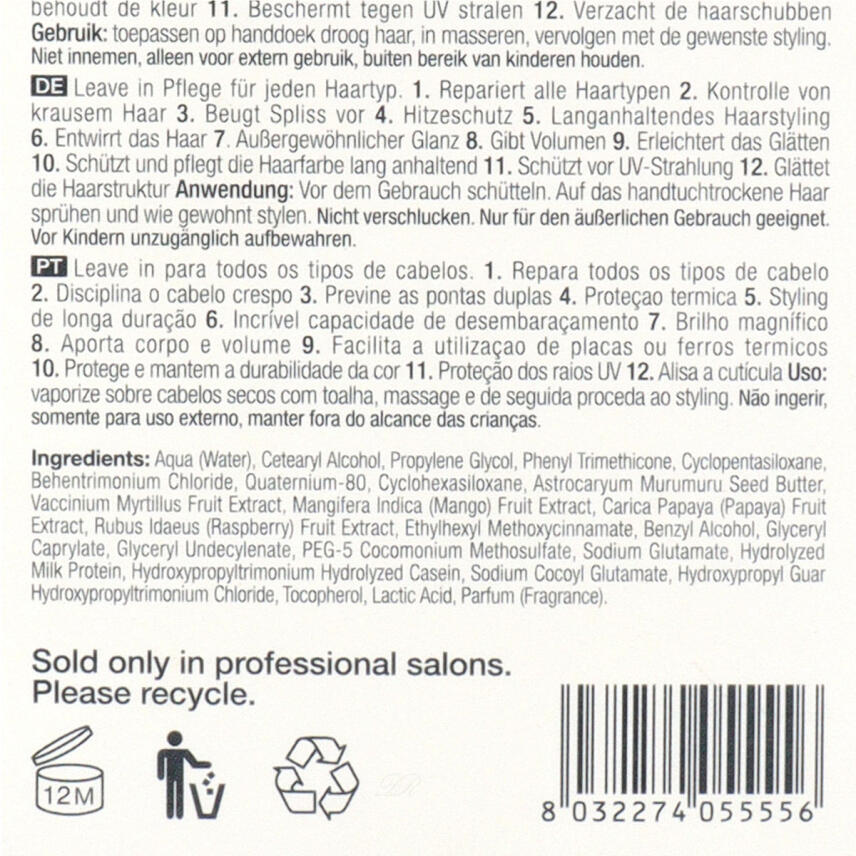 behoudt de kleur 11. Beschermt tegen UV stralen 12. Verzacht de haarschubben
Gebruik: toepassen op handdoek droog haar, in masseren, vervolgen met de gewenste styling.
Niet innemen, alleen voor extern gebruik, buiten bereik van kinderen houden.
DE Leave in Pflege für jeden Haartyp. 1. Repariert alle Haartypen 2. Kontrolle von
krausem Haar 3. Beugt Spliss vor 4. Hitzeschutz 5. Langanhaltendes Haarstyling
6. Entwirrt das Haar 7. Außergewöhnlicher Glanz 8. Gibt Volumen 9. Erleichtert das Glätten
10. Schützt und pflegt die Haarfarbe lang anhaltend 11. Schützt vor UV-Strahlung 12. Glättet
die Haarstruktur Anwendung: Vor dem Gebrauch schütteln. Auf das handtuchtrockene Haar
sprühen und wie gewohnt stylen. Nicht verschlucken. Nur für den äußerlichen Gebrauch geeignet.
Vor Kindern unzugänglich aufbewahren.
PT Leave in para todos os tipos de cabelos. 1. Repara todos os tipos de cabelo
2. Disciplina o cabelo crespo 3. Previne as pontas duplas 4. Proteçao termica 5. Styling
de longa duração 6. Incrível capacidade de desembaraçamento 7. Brilho magnífico
8. Aporta corpo e volume 9. Facilita a utilizaçao de placas ou ferros termicos
10. Protege e mantem a durabilidade da cor 11. Proteção dos raios UV 12. Alisa a cutícula Uso:
vaporize sobre cabelos secos com toalha, massage e de seguida proceda ao styling. Não ingerir,
somente para uso externo, manter fora do alcance das crianças.
Ingredients: Aqua (Water), Cetearyl Alcohol, Propylene Glycol, Phenyl Trimethicone, Cyclopentasiloxane,
Behentrimonium Chloride, Quaternium-80, Cyclohexasiloxane, Astrocaryum Murumuru Seed Butter,
Vaccinium Myrtillus Fruit Extract, Mangifera Indica (Mango) Fruit Extract, Carica Papaya (Papaya) Fruit
Extract, Rubus Idaeus (Raspberry) Fruit Extract, Ethylhexyl Methoxycinnamate, Benzyl Alcohol, Glyceryl
Caprylate, Glyceryl Undecylenate, PEG-5 Cocomonium Methosulfate, Sodium Glutamate, Hydrolyzed
Milk Protein, Hydroxypropyltrimonium Hydrolyzed Casein, Sodium Cocoyl Glutamate, Hydroxypropyl Guar
Hydroxypropyltrimonium Chloride, Tocopherol, Lactic Acid, Parfum (Fragrance).
Sold only in professional salons.
Please recycle.
12M
8 032274 055556